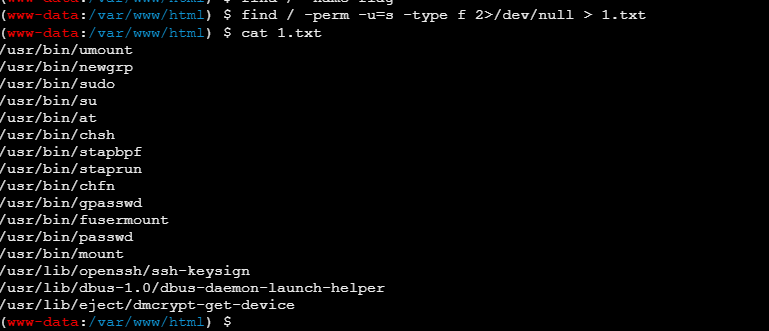 (www-data:/var/www/html) $ find / -perm -u=s -type f 2>/dev/null > 1.txt
(www-data:/var/www/html) $ cat 1.txt
/usr/bin/umount
/usr/bin/newgrp
/usr/bin/sudo
/usr/bin/su
/usr/bin/at
/usr/bin/chsh
/usr/bin/stapbpf
/usr/bin/staprun
/usr/bin/chfn
/usr/bin/gpasswd
/usr/bin/fusermount
/usr/bin/passwd
/usr/bin/mount
/usr/lib/openssh/ssh-keysign
/usr/lib/dbus-1.0/dbus-daemon-launch-helper
/usr/lib/eject/dmcrypt-get-device
(www-data:/var/www/html) $